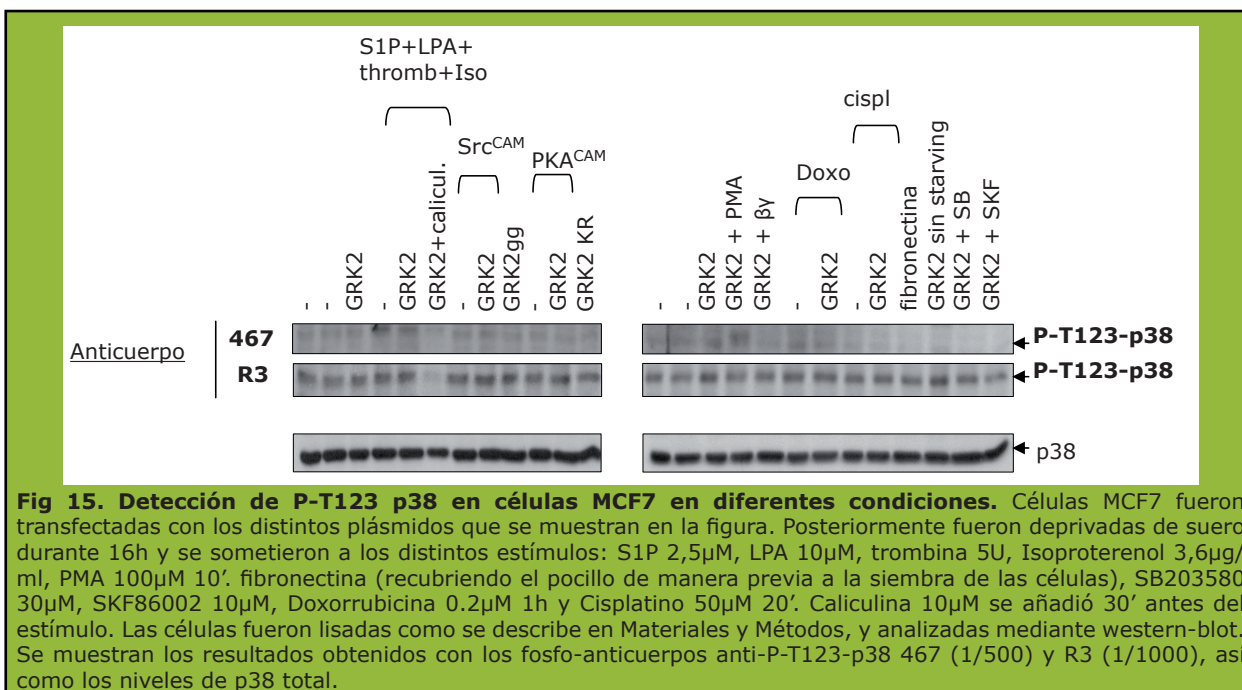 S1P+LPA+
thromb+Iso
Src^CAM
PKA^CAM
cispl
Doxo
-
-
GRK2
-
GRK2
GRK2+calicul.
-
GRK2
GRK2gg
-
GRK2
GRK2 KR
-
-
GRK2
GRK2 + PMA
GRK2 + βγ
-
GRK2
-
GRK2
fibronectina
GRK2 sin starving
GRK2 + SB
GRK2 + SKF
Anticuerpo
467
P-T123-p38
R3
P-T123-p38
p38
Fig 15. Detección de P-T123 p38 en células MCF7 en diferentes condiciones. Células MCF7 fueron
transfectadas con los distintos plásmidos que se muestran en la figura. Posteriormente fueron deprivadas de suero
durante 16h y se sometieron a los distintos estímulos: S1P 2,5µM, LPA 10µM, trombina 5U, Isoproterenol 3,6µg/
ml, PMA 100µM 10'. fibronectina (recubriendo el pocillo de manera previa a la siembra de las células), SB203580
30µM, SKF86002 10µM, Doxorrubicina 0.2µM 1h y Cisplatino 50µM 20'. Caliculina 10µM se añadió 30' antes del
estímulo. Las células fueron lisadas como se describe en Materiales y Métodos, y analizadas mediante western-blot.
Se muestran los resultados obtenidos con los fosfo-anticuerpos anti-P-T123-p38 467 (1/500) y R3 (1/1000), asi
como los niveles de p38 total.